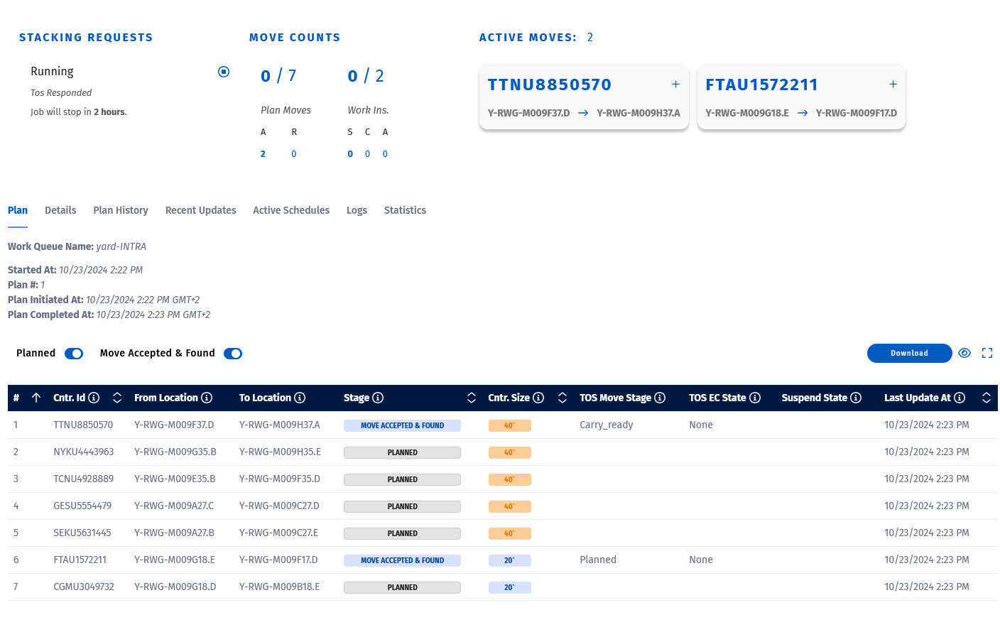 STACKING REQUESTS
Running
Tos Responded
Job will stop in 2 hours.
MOVE COUNTS
0 / 7
Plan Moves
A R
2 0
0 / 2
Work Ins.
S C A
0 0 0
ACTIVE MOVES: 2
TTNU8850570 +
Y-RWG-M009F37.D → Y-RWG-M009H37.A
FTAU1572211 +
Y-RWG-M009G18.E → Y-RWG-M009F17.D
Plan Details Plan History Recent Updates Active Schedules Logs Statistics
Work Queue Name: yard-INTRA
Started At: 10/23/2024 2:22 PM
Plan #: 1
Plan Initiated At: 10/23/2024 2:22 PM GMT+2
Plan Completed At: 10/23/2024 2:23 PM GMT+2
Planned Move Accepted & Found Download
# Cntr. Id From Location To Location Stage Cntr. Size TOS Move Stage TOS EC State Suspend State Last Update At
1 TTNU8850570 Y-RWG-M009F37.D Y-RWG-M009H37.A MOVE ACCEPTED & FOUND 40` Carry_ready None 10/23/2024 2:23 PM
2 NYKU4443963 Y-RWG-M009G35.B Y-RWG-M009H35.E PLANNED 40` 10/23/2024 2:23 PM
3 TCNU4928889 Y-RWG-M009E35.B Y-RWG-M009F35.D PLANNED 40` 10/23/2024 2:23 PM
4 GESU5554479 Y-RWG-M009A27.C Y-RWG-M009C27.D PLANNED 40` 10/23/2024 2:23 PM
5 SEKU5631445 Y-RWG-M009A27.B Y-RWG-M009C27.E PLANNED 40` 10/23/2024 2:23 PM
6 FTAU1572211 Y-RWG-M009G18.E Y-RWG-M009F17.D MOVE ACCEPTED & FOUND 20` Planned None 10/23/2024 2:23 PM
7 CGMU3049732 Y-RWG-M009G18.D Y-RWG-M009B18.E PLANNED 20` 10/23/2024 2:23 PM